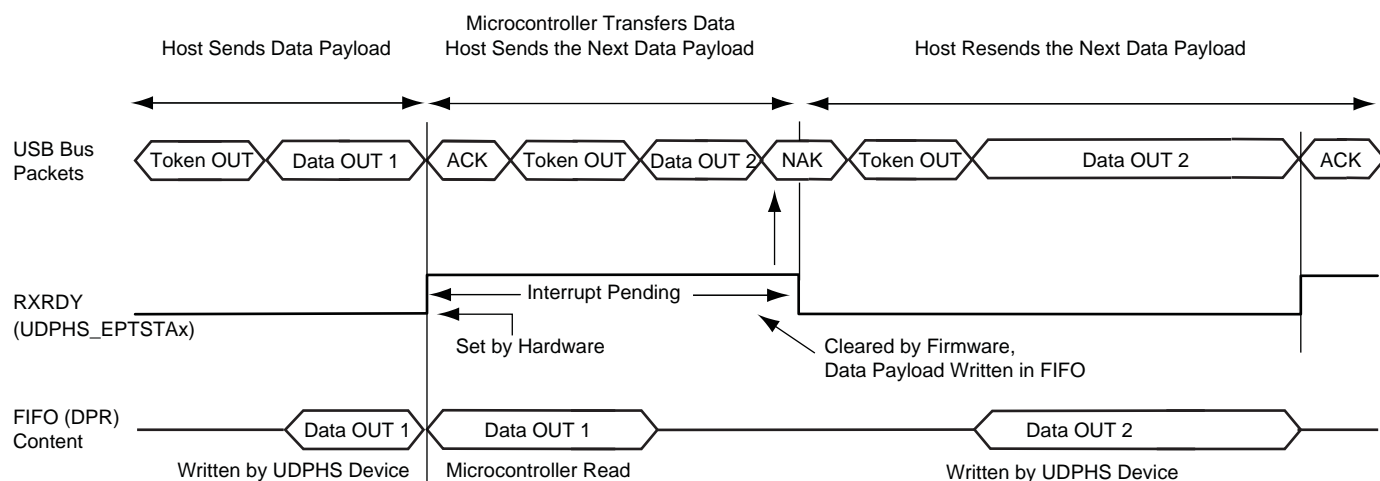 Host Sends Data Payload
Microcontroller Transfers Data
Host Sends the Next Data Payload
Host Resends the Next Data Payload
USB Bus
Packets
Token OUT
Data OUT 1
ACK
Token OUT
Data OUT 2
NAK
Token OUT
Data OUT 2
ACK
RXRDY
(UDPHS_EPTSTAx)
Interrupt Pending
Set by Hardware
Cleared by Firmware,
Data Payload Written in FIFO
FIFO (DPR)
Content
Data OUT 1
Data OUT 1
Data OUT 2
Written by UDPHS Device
Microcontroller Read
Written by UDPHS Device